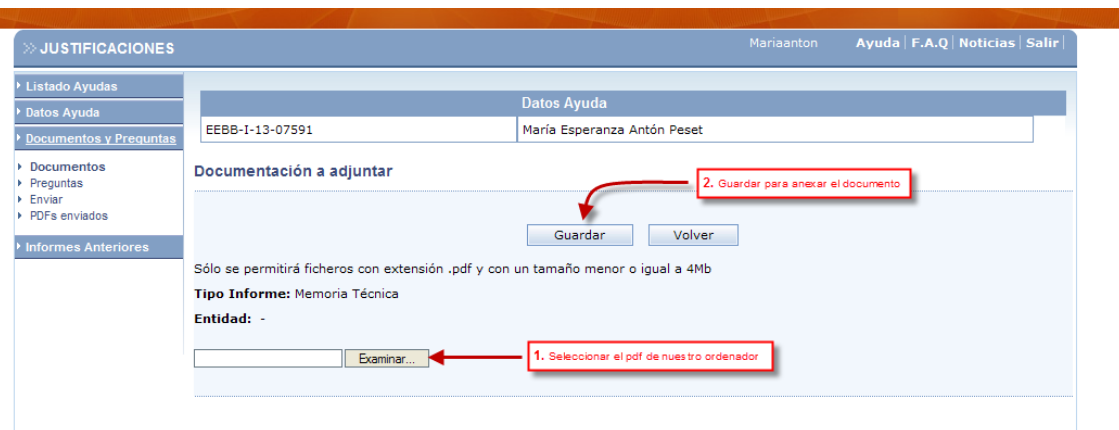 >> JUSTIFICACIONES
Mariaanton Ayuda | F.A.Q | Noticias | Salir |
Listado Ayudas
Datos Ayuda
Documentos y Preguntas
Documentos
Preguntas
Enviar
PDFs enviados
Informes Anteriores
Datos Ayuda
EEBB-I-13-07591 María Esperanza Antón Peset
Documentación a adjuntar
2. Guardar para anexar el documento
Guardar Volver
Sólo se permitirá ficheros con extensión .pdf y con un tamaño menor o igual a 4Mb
Tipo Informe: Memoria Técnica
Entidad: -
Examinar...
1. Seleccionar el pdf de nuestro ordenador